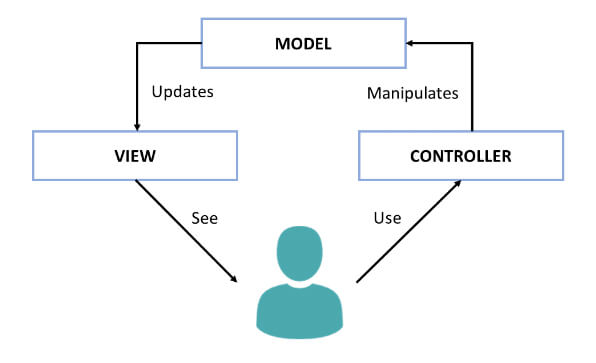 MODEL
Updates
Manipulates
VIEW
CONTROLLER
See
Use